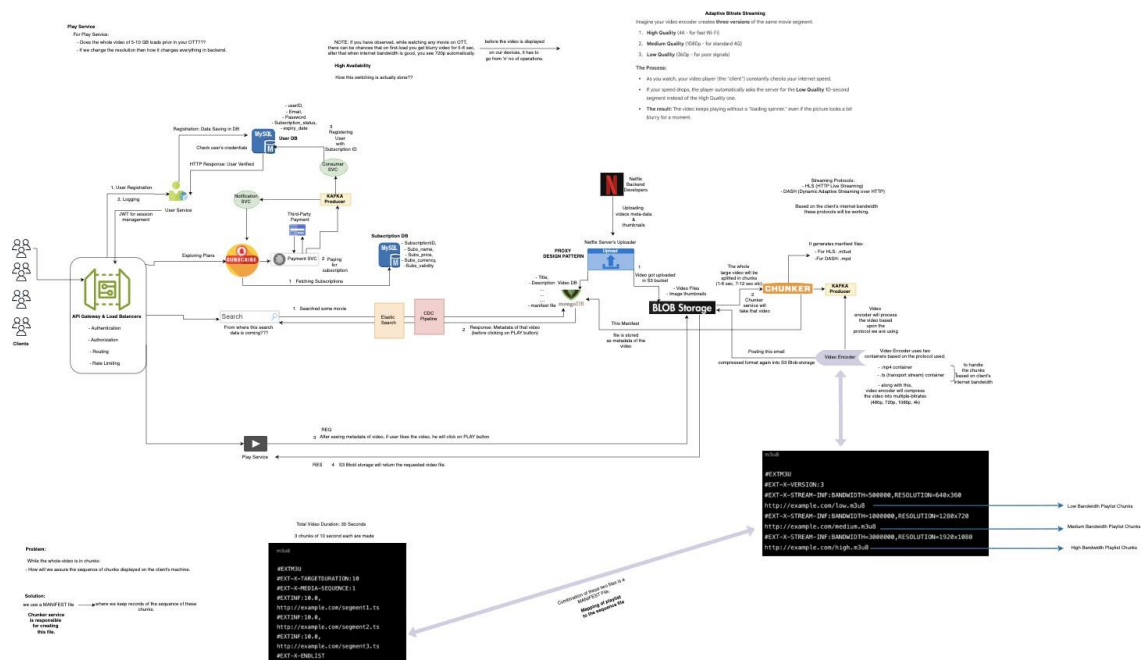 Play Service
For Play Service:
- Does the whole video of 5-10 GB loads prior in your OTT???
- If we change the resolution then how it changes everything in backend.
NOTE: If you have observed, while watching any movie on OTT,
there can be chances that on first load you get blurry video for 5-6 sec,
after that when internet bandwidth is good, you see 720p automatically.
High Availability
How this switching is actually done??
before the video is displayed
on our devices, it has to
go from 'n' no of operations.
Adaptive Bitrate Streaming:
Imagine your video encoder creates three versions of the same movie segment:
1. High Quality (4K - for fast Wi-Fi)
2. Medium Quality (1080p - for standard 4G)
3. Low Quality (360p - for poor signals)
The Process:
• As you watch, your video player (the "client") constantly checks your internet speed.
• If your speed drops, the player automatically asks the server for the Low Quality 10-second
segment instead of the High Quality one.
• The result: The video keeps playing without a "loading spinner," even if the picture looks a bit
blurry for a moment.
- userID,
- Email,
- Password
- Subscription_status,
- expiry_date
MySQL
User DB
Registration: Data Saving in DB
Check user's credentials
HTTP Response: User Verified
3
Registering
User
with
Subscription ID
Consumer
SVC
Notification
SVC
KAFKA
Producer
1. User Registration
2. Logging
User Service
JWT for session
management
Third-Party
Payment
Exploring Plans
SUBSCRIBE
Payment SVC
2 Paying
for
subscription
1 Fetching Subscriptions
Subscription DB
MySQL
- SubscriptionID,
- Subs_name,
- Subs_price,
- Subs_currency,
- Subs_validity
Clients
API Gateway & Load Balancers
- Authentication
- Authorization
- Routing
- Rate Limiting
Search
From where this search
data is coming???
1 Searched some movie
Elastic
Search
CDC
Pipeline
2 Response: Metadata of that video
(before clicking on PLAY button)
N
Netflix
Backend
Developers
Uploading
videos meta-data
&
thumbnails
Netflix Server's Uploader
PROXY
DESIGN PATTERN
Upload
- Title,
- Description
...
...
- manifest file
Video DB
mongoDB
1
Video got uploaded
in S3 bucket
- Video Files
- Image thumbnails
BLOB Storage
The whole
large video will be
splitted in chunks
(1-6 sec, 7-12 sec etc)
2
Chunker
service will
take that video
CHUNKER
KAFKA
Producer
Streaming Protocols:
- HLS (HTTP Live Streaming)
- DASH (Dynamic Adaptive Streaming over HTTP)
Based on the client's internet bandwidth
these protocols will be working.
It generates manifest files:
- For HLS: .m3u8
- For DASH: .mpd
This Manifest
file is stored
as metadata of the
video
Video
encoder will process
the video based
upon the
protocol we are using
Posting this email
compressed format again into S3 Blob storage
Video Encoder
Video Encoder uses two
containers based on the protocol used:
- .mp4 container
- .ts (transport stream) container
- along with this,
video encoder will compress
the video into multiple-bitrates
(480p, 720p, 1080p, 4k)
to handle
the chunks
based on client's
internet bandwidth
Play Service
REQ
3 After seeing metadata of video, if user likes the video, he will click on PLAY button
RES 4 S3 Blob storage will return the requested video file
m3u8
#EXTM3U
#EXT-X-VERSION:3
#EXT-X-STREAM-INF:BANDWIDTH=500000,RESOLUTION=640x360
http://example.com/low.m3u8
#EXT-X-STREAM-INF:BANDWIDTH=1000000,RESOLUTION=1280x720
http://example.com/medium.m3u8
#EXT-X-STREAM-INF:BANDWIDTH=3000000,RESOLUTION=1920x1080
http://example.com/high.m3u8
Low Bandwidth Playlist Chunks
Medium Bandwidth Playlist Chunks
High Bandwidth Playlist Chunks
Total Video Duration: 30 Seconds
3 chunks of 10 second each are made
m3u8
#EXTM3U
#EXT-X-TARGETDURATION:10
#EXT-X-MEDIA-SEQUENCE:1
#EXTINF:10.0,
http://example.com/segment1.ts
#EXTINF:10.0,
http://example.com/segment2.ts
#EXTINF:10.0,
http://example.com/segment3.ts
#EXT-X-ENDLIST
Combination of these two files is a
MANIFEST File.
Mapping of playlist
to the sequence file
Problem:
While the whole video is in chunks:
- How will we assure the sequence of chunks displayed on the client's machine.
Solution:
we use a MANIFEST file
where we keep records of the sequence of these
chunks.
Chunker service
is responsible
for creating
this file.